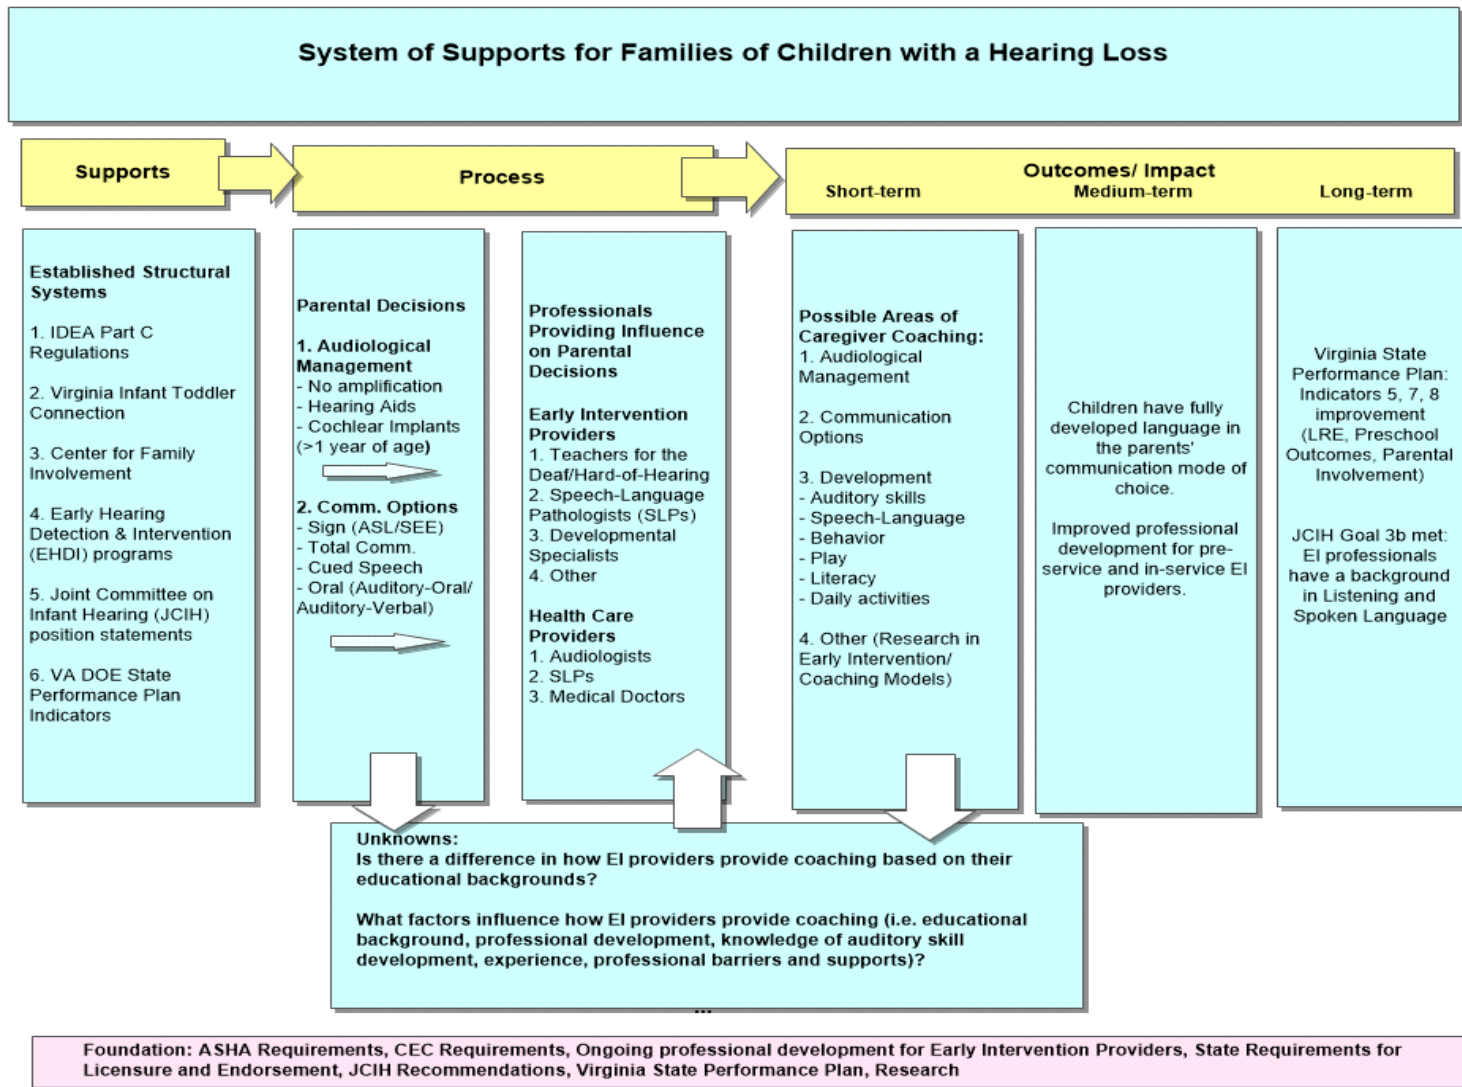 System of Supports for Families of Children with a Hearing Loss
Supports
Process
Outcomes/ Impact
Short-term
Medium-term
Long-term
Established Structural
Systems
1. IDEA Part C
Regulations
2. Virginia Infant Toddler
Connection
3. Center for Family
Involvement
4. Early Hearing
Detection & Intervention
(EHDI) programs
5. Joint Committee on
Infant Hearing (JCIH)
position statements
6. VA DOE State
Performance Plan
Indicators
Parental Decisions
1. Audiological
Management
- No amplification
- Hearing Aids
- Cochlear Implants
(>1 year of age)
2. Comm. Options
- Sign (ASL/SEE)
- Total Comm.
- Cued Speech
- Oral (Auditory-Oral/
Auditory-Verbal)
Professionals
Providing Influence
on Parental
Decisions
Early Intervention
Providers
1. Teachers for the
Deaf/Hard-of-Hearing
2. Speech-Language
Pathologists (SLPs)
3. Developmental
Specialists
4. Other
Health Care
Providers
1. Audiologists
2. SLPs
3. Medical Doctors
Possible Areas of
Caregiver Coaching:
1. Audiological
Management
2. Communication
Options
3. Development
- Auditory skills
- Speech-Language
- Behavior
- Play
- Literacy
- Daily activities
4. Other (Research in
Early Intervention/
Coaching Models)
Children have fully
developed language in
the parents'
communication mode of
choice.
Improved professional
development for pre-
service and in-service EI
providers.
Virginia State
Performance Plan:
Indicators 5, 7, 8
improvement
(LRE, Preschool
Outcomes, Parental
Involvement)
JCIH Goal 3b met:
EI professionals
have a background
in Listening and
Spoken Language
Unknowns:
Is there a difference in how EI providers provide coaching based on their
educational backgrounds?
What factors influence how EI providers provide coaching (i.e. educational
background, professional development, knowledge of auditory skill
development, experience, professional barriers and supports)?
...
Foundation: ASHA Requirements, CEC Requirements, Ongoing professional development for Early Intervention Providers, State Requirements for
Licensure and Endorsement, JCIH Recommendations, Virginia State Performance Plan, Research